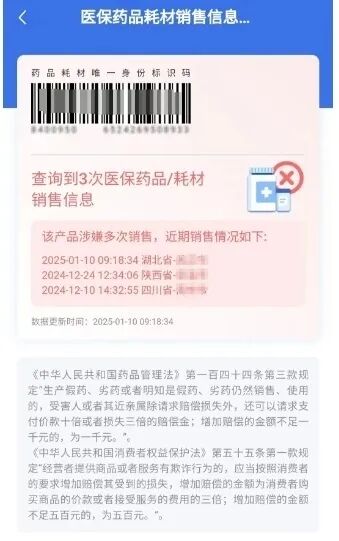 医保药品耗材销售信息...
药品耗材唯一身份标识码
查询到3次医保药品/耗材
销售信息
该产品涉嫌多次销售，近期销售情况如下:
2025-01-10 09:18:34 湖北省-
2024-12-24 12:34:06 陕西省-
2024-12-10 14:32:55 四川省-
数据更新时间：2025-01-10 09:18:34
《中华人民共和国药品管理法》第一百四十四条第三款规
定“生产假药、劣药或者明知是假药、劣药仍然销售、使用
的，受害人或者其近亲属除请求赔偿损失外，还可以请求支
付价款十倍或者损失三倍的赔偿金；增加赔偿的金额不足一
千元的，为一千元。”。
《中华人民共和国消费者权益保护法》第五十五条第一款规
定“经营者提供商品或者服务有欺诈行为的，应当按照消费者
的要求增加赔偿其受到的损失，增加赔偿的金额为消费者购
买商品的价款或者接受服务的费用的三倍；增加赔偿的金额
不足五百元的，为五百元。”。